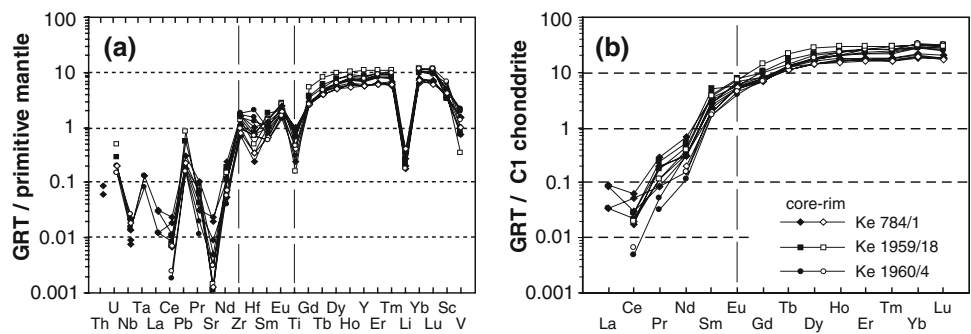 (a)
GRT / primitive mantle
100
10
1
0.1
0.01
0.001
U Ta Ce Pr Nd Hf Eu Gd Dy Y Tm Yb Sc
Th Nb La Pb Sr Zr Sm Ti Tb Ho Er Li Lu V
(b)
GRT / C1 chondrite
100
10
1
0.1
0.01
0.001
Ce Nd Eu Tb Ho Tm Lu
La Pr Sm Gd Dy Er Yb
core-rim
Ke 784/1
Ke 1959/18
Ke 1960/4